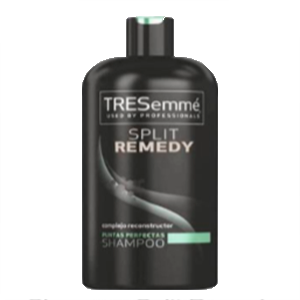 TRESemmé
USED BY PROFESSIONALS
SPLIT
REMEDY
complejo reconstructor
PUNTAS PERFECTAS
SHAMPOO